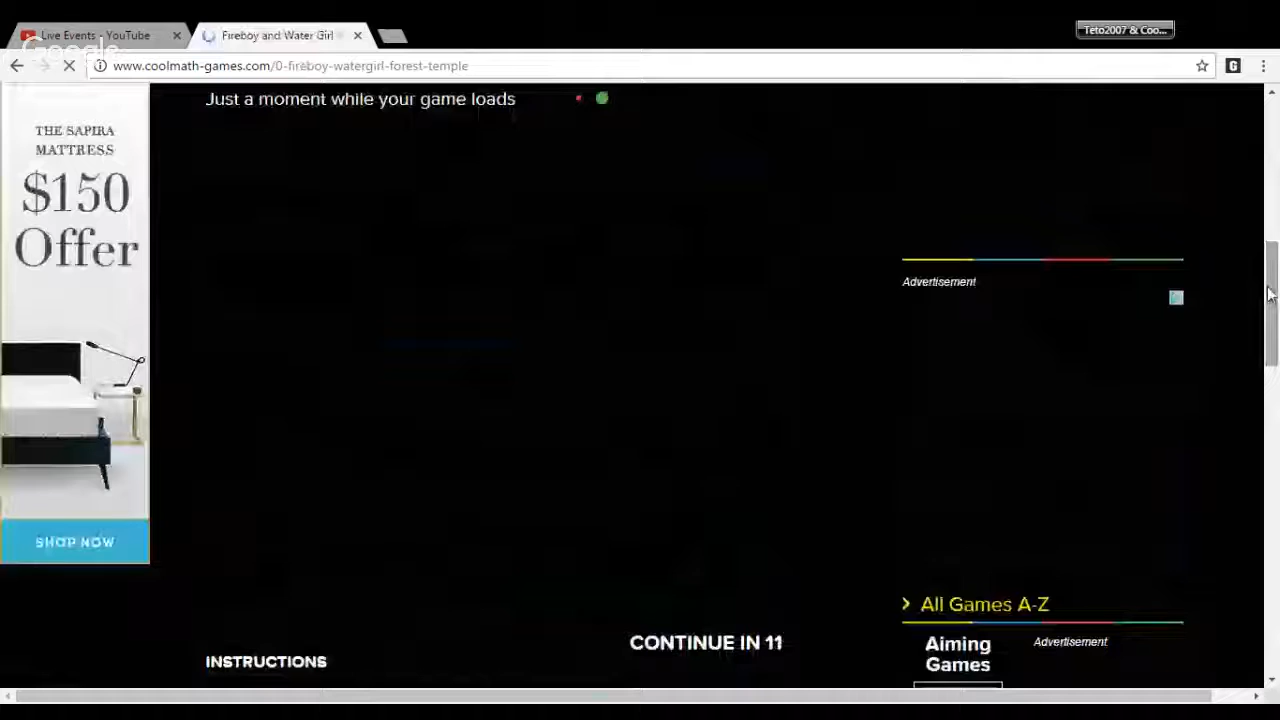 Live Events - YouTube
Fireboy and Water Girl
Teto2007 & Coo...
Google
www.coolmath-games.com/0-fireboy-watergirl-forest-temple
Just a moment while your game loads
THE SAPIRA
MATTRESS
$150
Offer
SHOP NOW
Advertisement
All Games A-Z
Aiming
Games
Advertisement
CONTINUE IN 11
INSTRUCTIONS